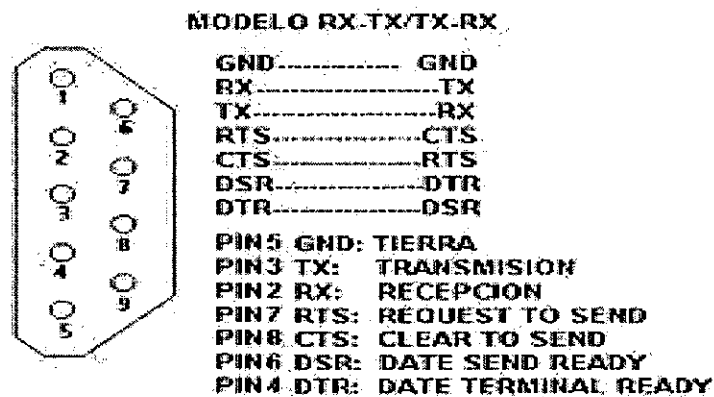 MODELO RX-TX/TX-RX
GND-------------- GND
RX---------------------TX
TX--------------------RX
RTS-----------------CTS
CTS-----------------RTS
DSR-----------------DTR
DTR-----------------DSR
1
2
3
4
5
6
7
8
9
PIN5 GND: TIERRA
PIN3 TX: TRANSMISION
PIN2 RX: RECEPCION
PIN7 RTS: REQUEST TO SEND
PIN8 CTS: CLEAR TO SEND
PIN6 DSR: DATE SEND READY
PIN4 DTR: DATE TERMINAL READY